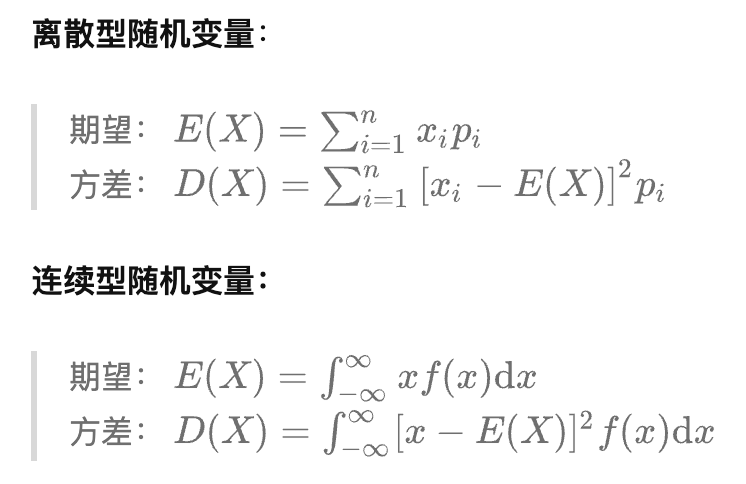 离散型随机变量：
期望： $E(X) = \sum_{i=1}^{n} x_i p_i$
方差： $D(X) = \sum_{i=1}^{n} [x_i - E(X)]^2 p_i$
连续型随机变量：
期望： $E(X) = \int_{-\infty}^{\infty} x f(x) \mathrm{d}x$
方差： $D(X) = \int_{-\infty}^{\infty} [x - E(X)]^2 f(x) \mathrm{d}x$